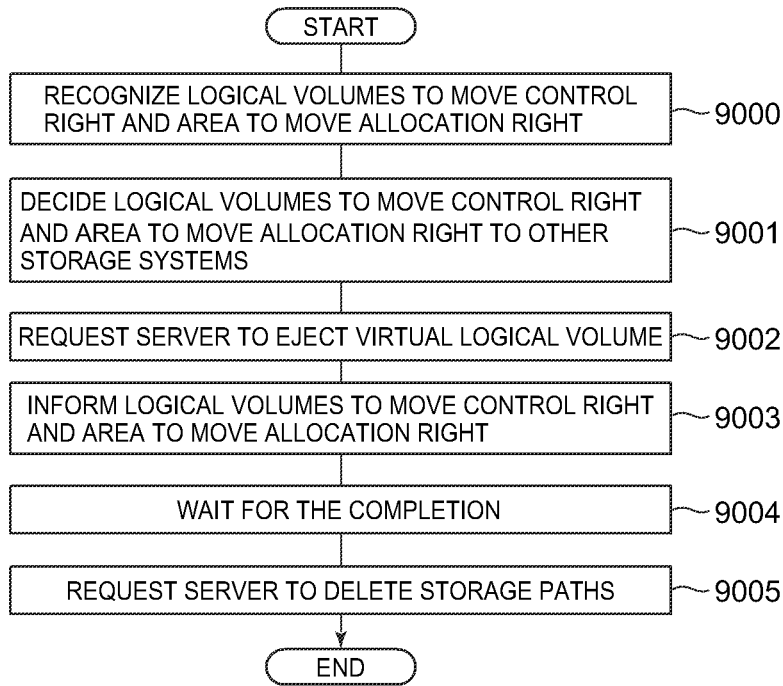 START
RECOGNIZE LOGICAL VOLUMES TO MOVE CONTROL
RIGHT AND AREA TO MOVE ALLOCATION RIGHT
9000
DECIDE LOGICAL VOLUMES TO MOVE CONTROL RIGHT
AND AREA TO MOVE ALLOCATION RIGHT TO OTHER
STORAGE SYSTEMS
9001
REQUEST SERVER TO EJECT VIRTUAL LOGICAL VOLUME
9002
INFORM LOGICAL VOLUMES TO MOVE CONTROL RIGHT
AND AREA TO MOVE ALLOCATION RIGHT
9003
WAIT FOR THE COMPLETION
9004
REQUEST SERVER TO DELETE STORAGE PATHS
9005
END